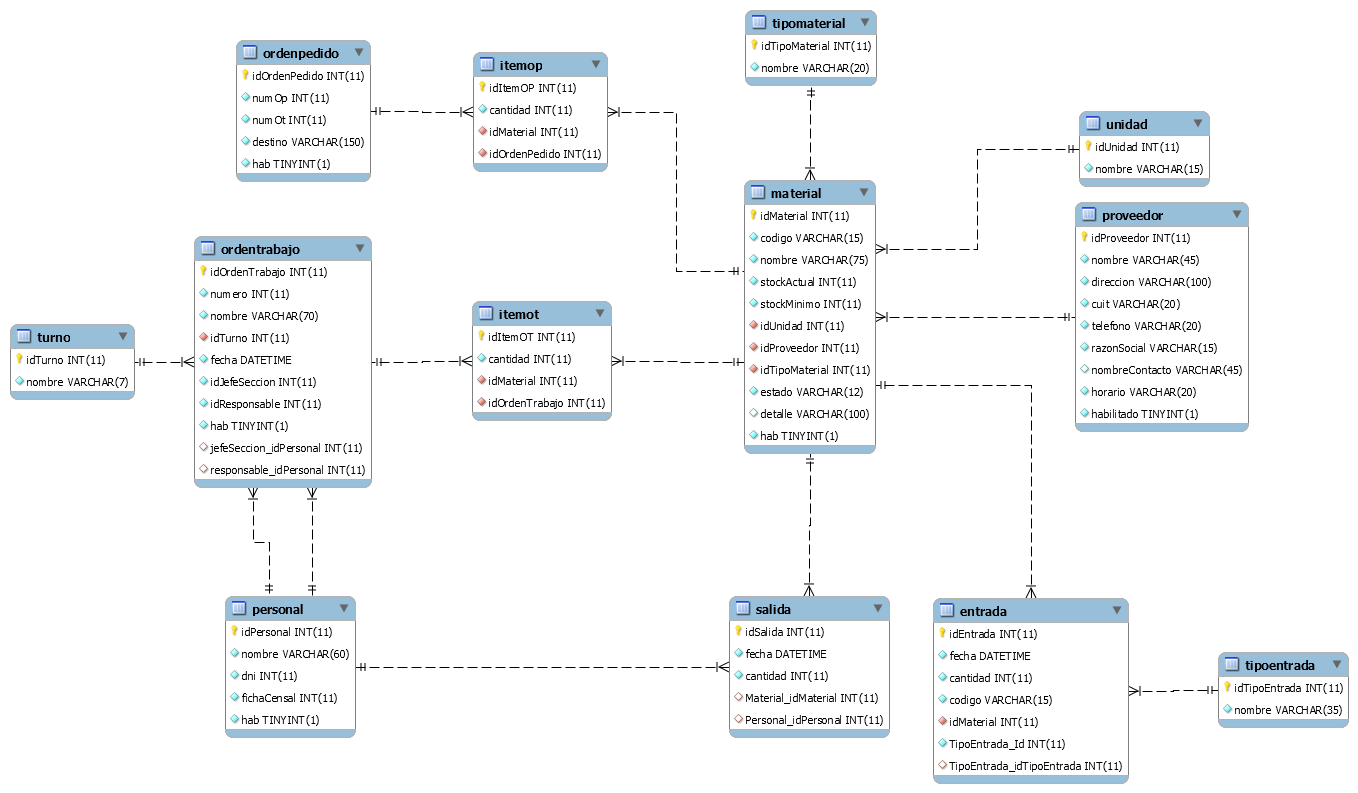 tipomaterial
idTipoMaterial INT(11)
nombre VARCHAR(20)
ordenpedido
idOrdenPedido INT(11)
numOp INT(11)
numOt INT(11)
destino VARCHAR(150)
hab TINYINT(1)
itemop
idItemOP INT(11)
cantidad INT(11)
idMaterial INT(11)
idOrdenPedido INT(11)
unidad
idUnidad INT(11)
nombre VARCHAR(15)
material
idMaterial INT(11)
codigo VARCHAR(15)
nombre VARCHAR(75)
stockActual INT(11)
stockMinimo INT(11)
idUnidad INT(11)
idProveedor INT(11)
idTipoMaterial INT(11)
estado VARCHAR(12)
detalle VARCHAR(100)
hab TINYINT(1)
proveedor
idProveedor INT(11)
nombre VARCHAR(45)
direccion VARCHAR(100)
cuit VARCHAR(20)
telefono VARCHAR(20)
razonSocial VARCHAR(15)
nombreContacto VARCHAR(45)
horario VARCHAR(20)
habilitado TINYINT(1)
ordentrabajo
idOrdenTrabajo INT(11)
numero INT(11)
nombre VARCHAR(70)
idTurno INT(11)
fecha DATETIME
idJefeSeccion INT(11)
idResponsable INT(11)
hab TINYINT(1)
jefeSeccion_idPersonal INT(11)
responsable_idPersonal INT(11)
itemot
idItemOT INT(11)
cantidad INT(11)
idMaterial INT(11)
idOrdenTrabajo INT(11)
turno
idTurno INT(11)
nombre VARCHAR(7)
personal
idPersonal INT(11)
nombre VARCHAR(60)
dni INT(11)
fichaCensal INT(11)
hab TINYINT(1)
salida
idSalida INT(11)
fecha DATETIME
cantidad INT(11)
Material_idMaterial INT(11)
Personal_idPersonal INT(11)
entrada
idEntrada INT(11)
fecha DATETIME
cantidad INT(11)
codigo VARCHAR(15)
idMaterial INT(11)
TipoEntrada_Id INT(11)
TipoEntrada_idTipoEntrada INT(11)
tipoentrada
idTipoEntrada INT(11)
nombre VARCHAR(35)